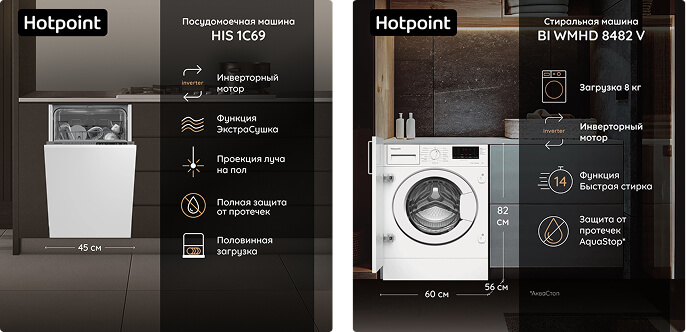 Hotpoint
Посудомоечная машина
HIS 1C69
inverter
Инверторный
мотор
Функция
ЭкстраСушка
Проекция луча
на пол
Полная защита
от протечек
Половинная
загрузка
45 см
Hotpoint
Стиральная машина
BI WMHD 8482 V
Загрузка 8 кг
inverter
Инверторный
мотор
14
Функция
Быстрая стирка
Защита от
протечек
AquaStop*
82
см
56 см
60 см
*АкваСтоп